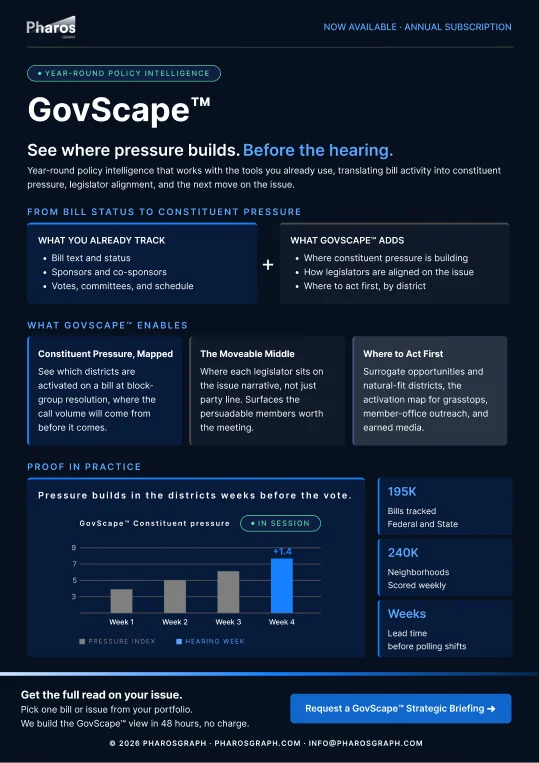 Pharos
GRAPH
NOW AVAILABLE · ANNUAL SUBSCRIPTION
• YEAR-ROUND POLICY INTELLIGENCE
GovScape™
See where pressure builds. Before the hearing.
Year-round policy intelligence that works with the tools you already use, translating bill activity into constituent
pressure, legislator alignment, and the next move on the issue.
FROM BILL STATUS TO CONSTITUENT PRESSURE
WHAT YOU ALREADY TRACK
• Bill text and status
• Sponsors and co-sponsors
• Votes, committees, and schedule
+
WHAT GOVSCAPE™ ADDS
• Where constituent pressure is building
• How legislators are aligned on the issue
• Where to act first, by district
WHAT GOVSCAPE™ ENABLES
Constituent Pressure, Mapped
See which districts are
activated on a bill at block-
group resolution, where the
call volume will come from
before it comes.
The Moveable Middle
Where each legislator sits on
the issue narrative, not just
party line. Surfaces the
persuadable members worth
the meeting.
Where to Act First
Surrogate opportunities and
natural-fit districts, the
activation map for grasstops,
member-office outreach, and
earned media.
PROOF IN PRACTICE
Pressure builds in the districts weeks before the vote.
GovScape™ Constituent pressure
• IN SESSION
9
7
5
3
+1.4
Week 1
Week 2
Week 3
Week 4
PRESSURE INDEX
HEARING WEEK
195K
Bills tracked
Federal and State
240K
Neighborhoods
Scored weekly
Weeks
Lead time
before polling shifts
Get the full read on your issue.
Pick one bill or issue from your portfolio.
We build the GovScape™ view in 48 hours, no charge.
Request a GovScape™ Strategic Briefing ➔
© 2026 PHAROSGRAPH · PHAROSGRAPH.COM · INFO@PHAROSGRAPH.COM